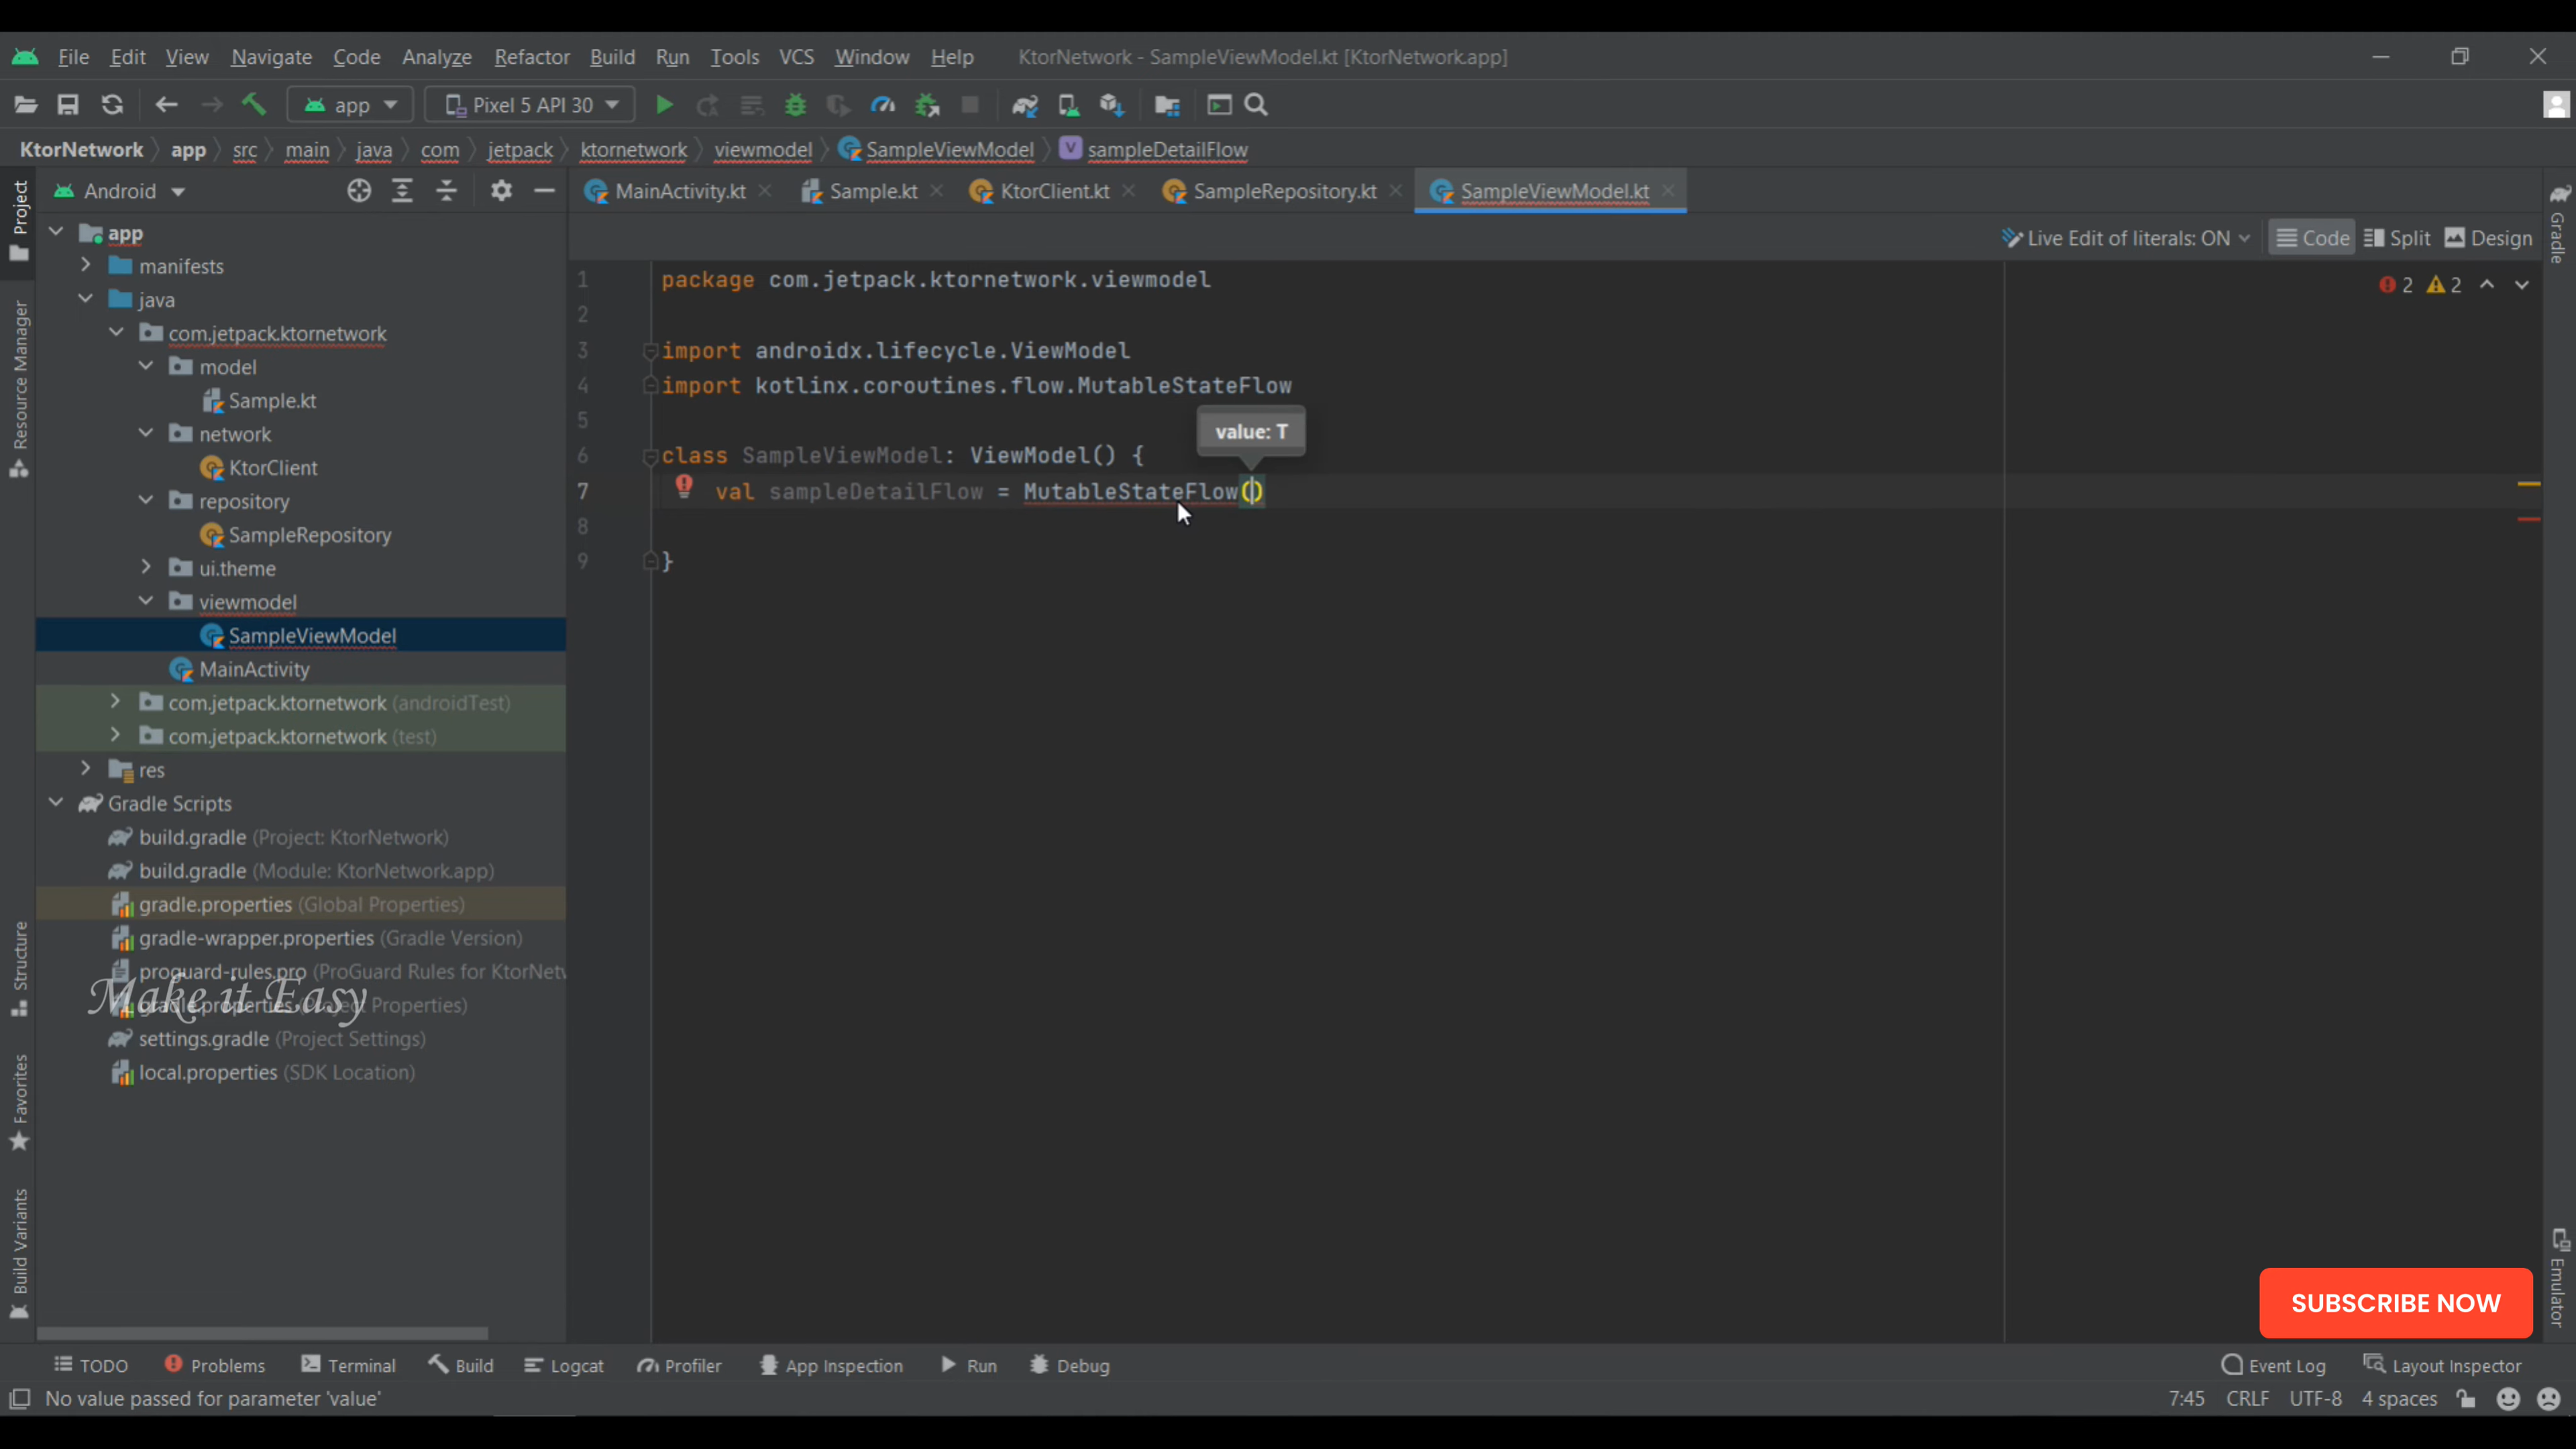 File Edit View Navigate Code Analyze Refactor Build Run Tools VCS Window Help KtorNetwork - SampleViewModel.kt [KtorNetwork.app]
app Pixel 5 API 30
KtorNetwork app src main java com jetpack ktornetwork viewmodel SampleViewModel sampleDetailFlow
Android
MainActivity.kt Sample.kt KtorClient.kt SampleRepository.kt SampleViewModel.kt
Live Edit of literals: ON Code Split Design
2 2
Project
Resource Manager
Structure
Favorites
Build Variants
app
manifests
java
com.jetpack.ktornetwork
model
Sample.kt
network
KtorClient
repository
SampleRepository
ui.theme
viewmodel
SampleViewModel
MainActivity
com.jetpack.ktornetwork (androidTest)
com.jetpack.ktornetwork (test)
res
Gradle Scripts
build.gradle (Project: KtorNetwork)
build.gradle (Module: KtorNetwork.app)
gradle.properties (Global Properties)
gradle-wrapper.properties (Gradle Version)
proguard-rules.pro (ProGuard Rules for KtorNetw
gradle.properties (Project Properties)
settings.gradle (Project Settings)
local.properties (SDK Location)
Make it Easy
1 package com.jetpack.ktornetwork.viewmodel
2
3 import androidx.lifecycle.ViewModel
4 import kotlinx.coroutines.flow.MutableStateFlow
5
value: T
6 class SampleViewModel: ViewModel() {
7 val sampleDetailFlow = MutableStateFlow()
8
9 }
Gradle
Emulator
SUBSCRIBE NOW
TODO Problems Terminal Build Logcat Profiler App Inspection Run Debug Event Log Layout Inspector
No value passed for parameter 'value' 7:45 CRLF UTF-8 4 spaces